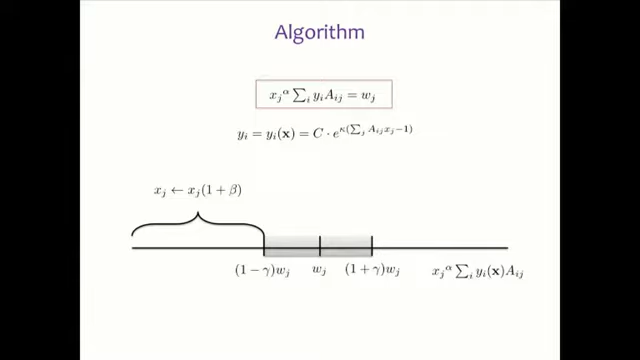 Algorithm
x_j^α ∑_i y_i A_ij = w_j
y_i = y_i(𝐱) = C · e^{κ(∑_j A_ij x_j − 1)}
x_j ← x_j(1 + β)
(1 − γ)w_j w_j (1 + γ)w_j x_j^α ∑_i y_i(𝐱)A_ij